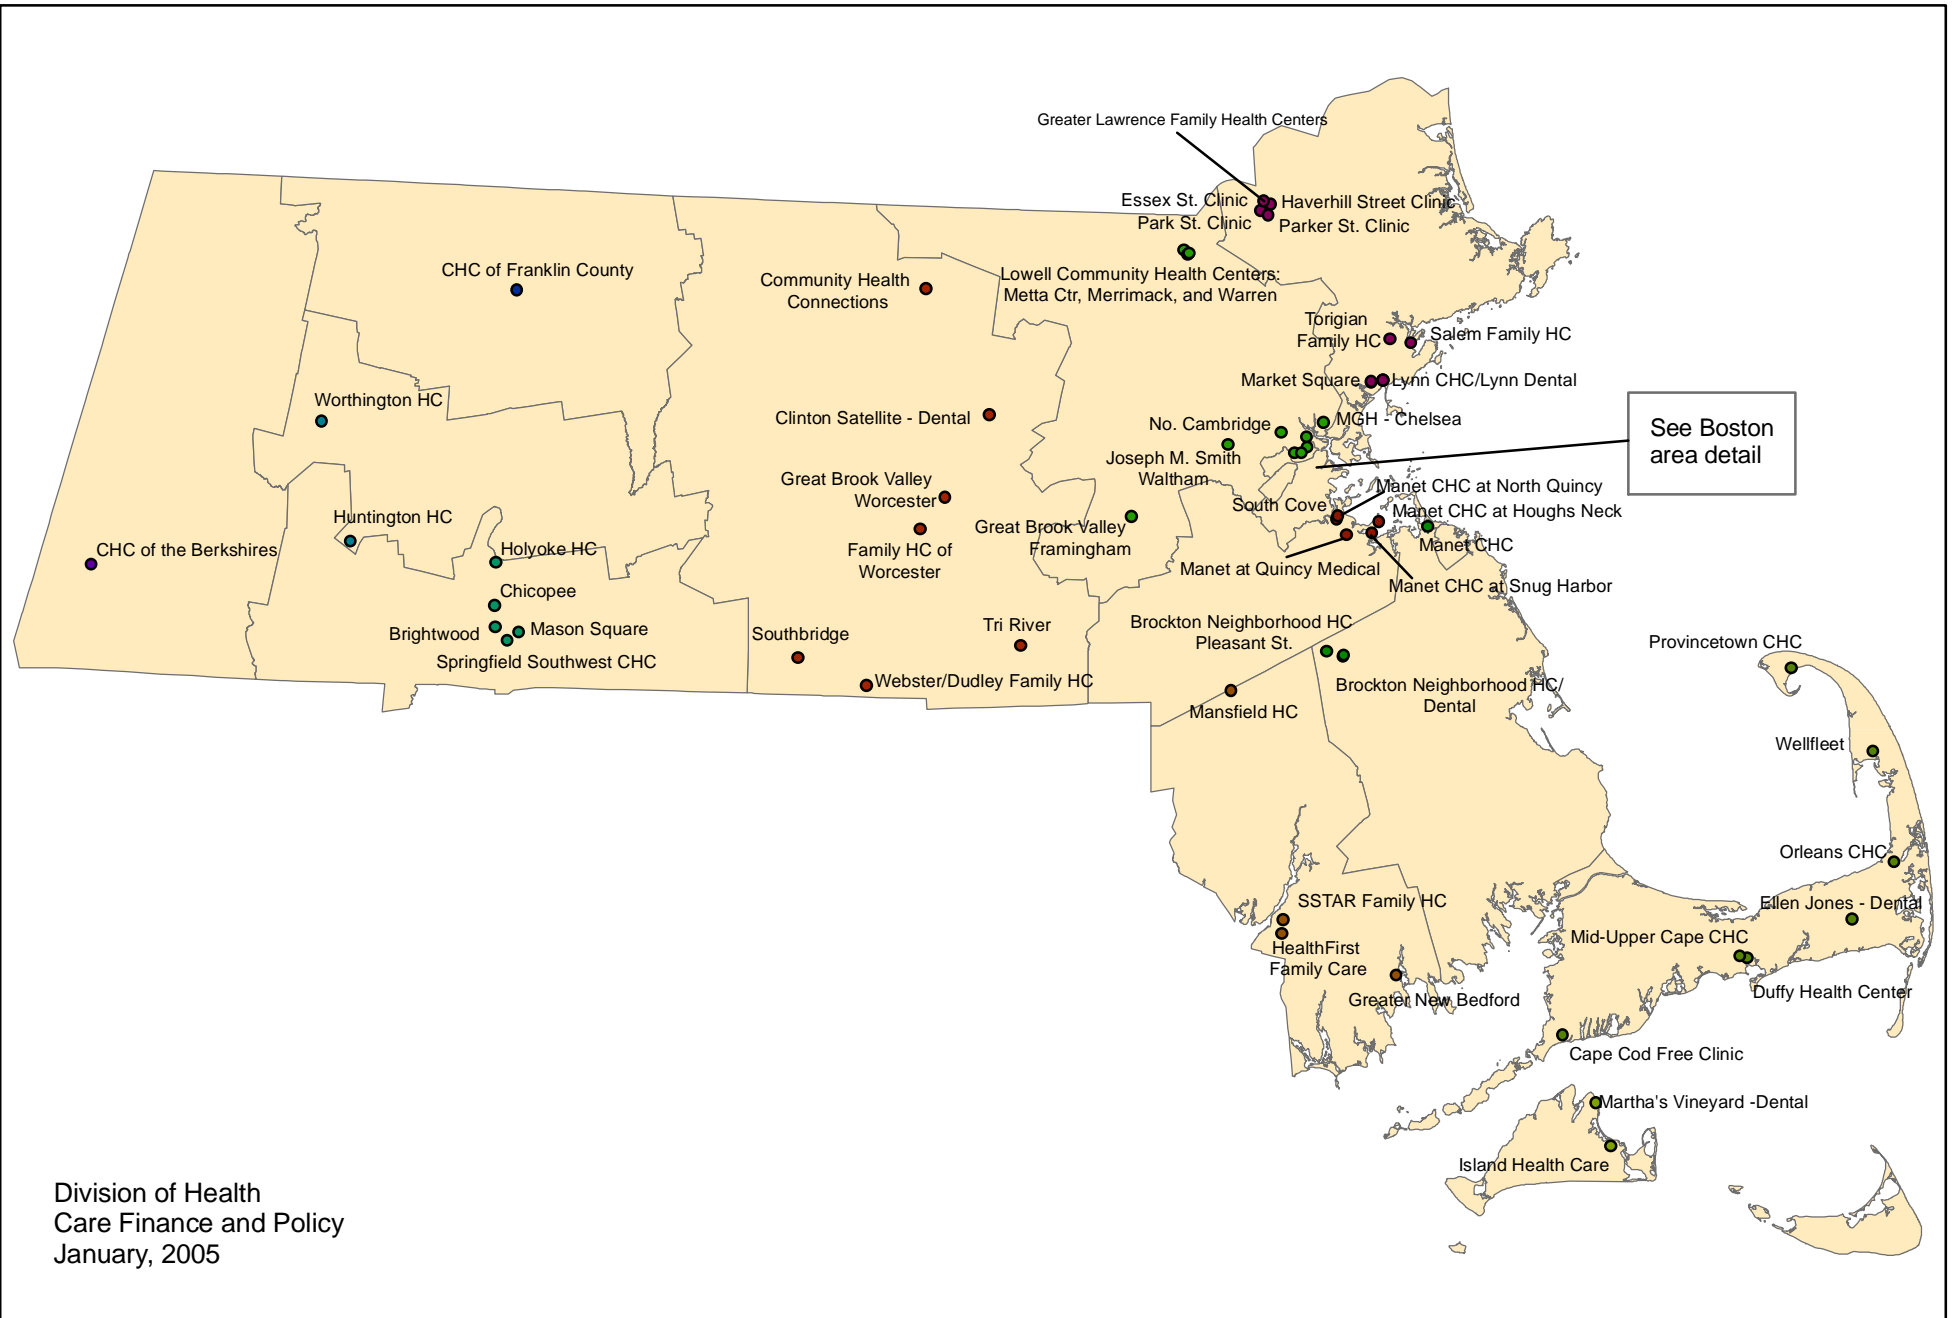 Greater Lawrence Family Health Centers
Essex St. Clinic
Haverhill Street Clinic
Park St. Clinic
Parker St. Clinic
CHC of Franklin County
Community Health
Connections
Lowell Community Health Centers:
Metta Ctr, Merrimack, and Warren
Torigian
Family HC
Salem Family HC
Market Square
Lynn CHC/Lynn Dental
Worthington HC
Clinton Satellite - Dental
No. Cambridge
MGH - Chelsea
See Boston
area detail
Joseph M. Smith
Waltham
Great Brook Valley
Worcester
Manet CHC at North Quincy
South Cove
Manet CHC at Houghs Neck
Huntington HC
Great Brook Valley
Framingham
Manet CHC
CHC of the Berkshires
Holyoke HC
Family HC of
Worcester
Manet at Quincy Medical
Manet CHC at Snug Harbor
Chicopee
Brightwood
Mason Square
Springfield Southwest CHC
Southbridge
Tri River
Brockton Neighborhood HC
Pleasant St.
Provincetown CHC
Webster/Dudley Family HC
Brockton Neighborhood HC/
Dental
Mansfield HC
Wellfleet
Orleans CHC
SSTAR Family HC
Ellen Jones - Dental
HealthFirst
Family Care
Mid-Upper Cape CHC
Greater New Bedford
Duffy Health Center
Cape Cod Free Clinic
Martha's Vineyard -Dental
Island Health Care
Division of Health
Care Finance and Policy
January, 2005